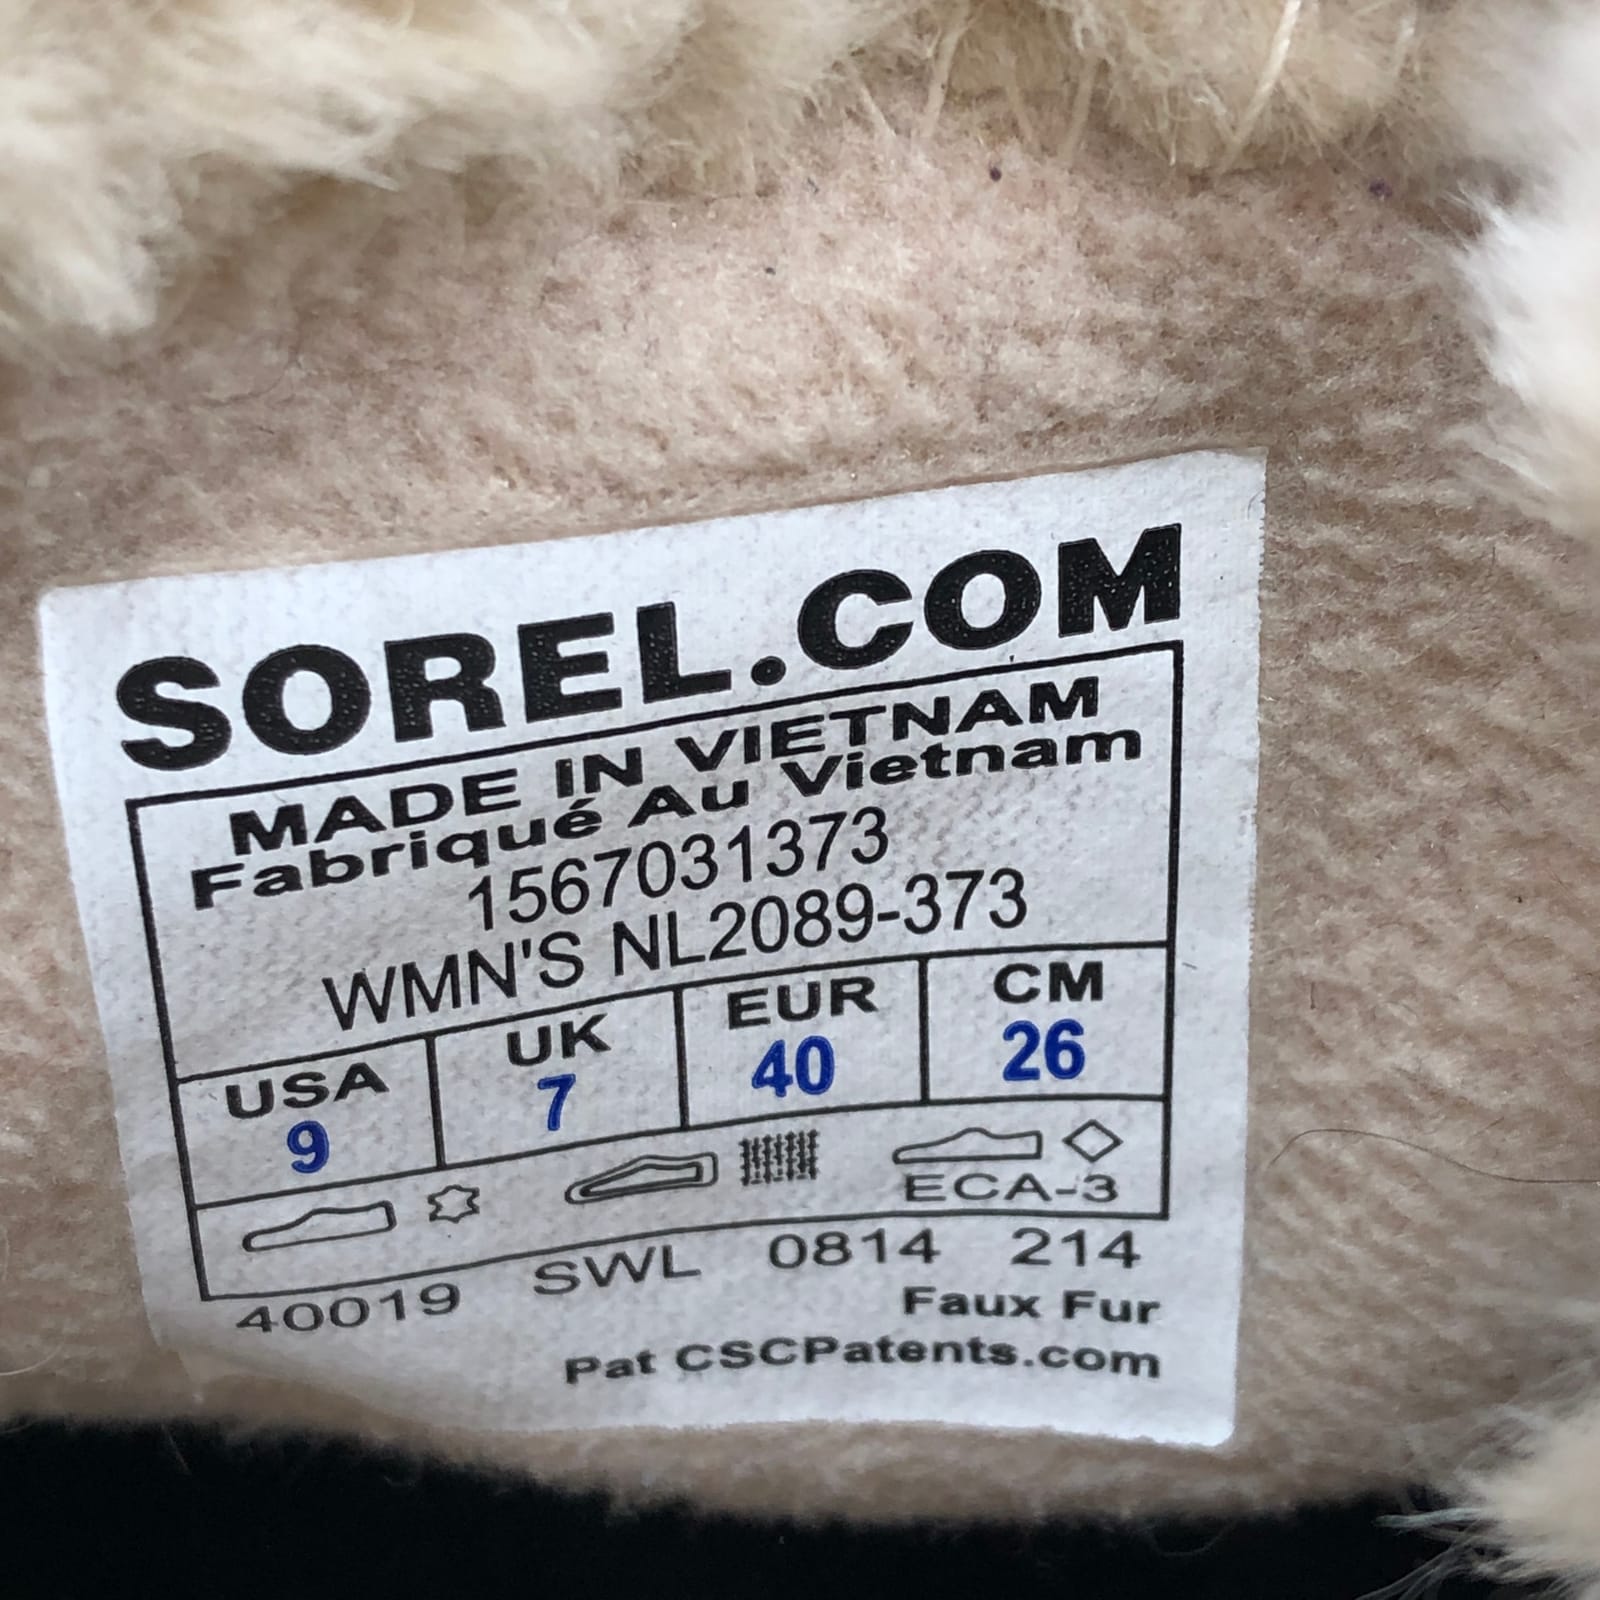 SOREL.COM
MADE IN VIETNAM
Fabriqué Au Vietnam
1567031373
WMN'S NL2089-373
USA UK EUR CM
9 7 40 26
ECA-3
40019 SWL 0814 214
Faux Fur
Pat CSCPatents.com